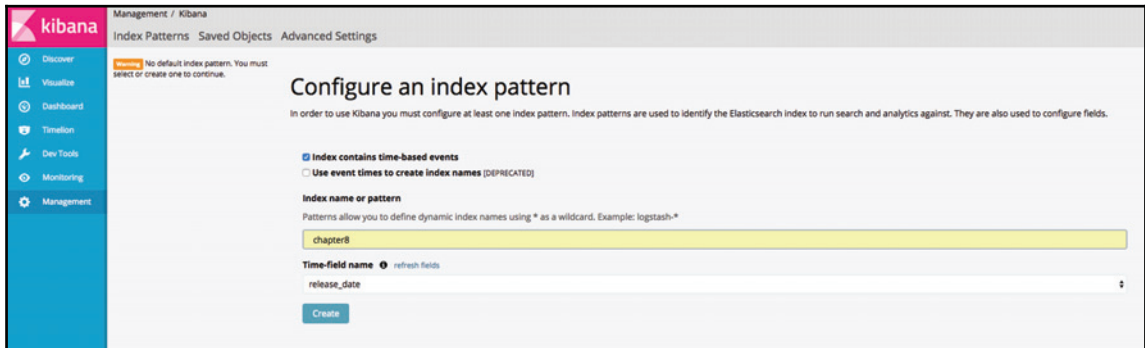 kibana
Management / Kibana
Index Patterns Saved Objects Advanced Settings
Discover
Visualize
Dashboard
Timelion
Dev Tools
Monitoring
Management
Warning No default index pattern. You must
select or create one to continue.
Configure an index pattern
In order to use Kibana you must configure at least one index pattern. Index patterns are used to identify the Elasticsearch index to run search and analytics against. They are also used to configure fields.
Index contains time-based events
Use event times to create index names [DEPRECATED]
Index name or pattern
Patterns allow you to define dynamic index names using * as a wildcard. Example: logstash-*
chapter8
Time-field name refresh fields
release_date
Create